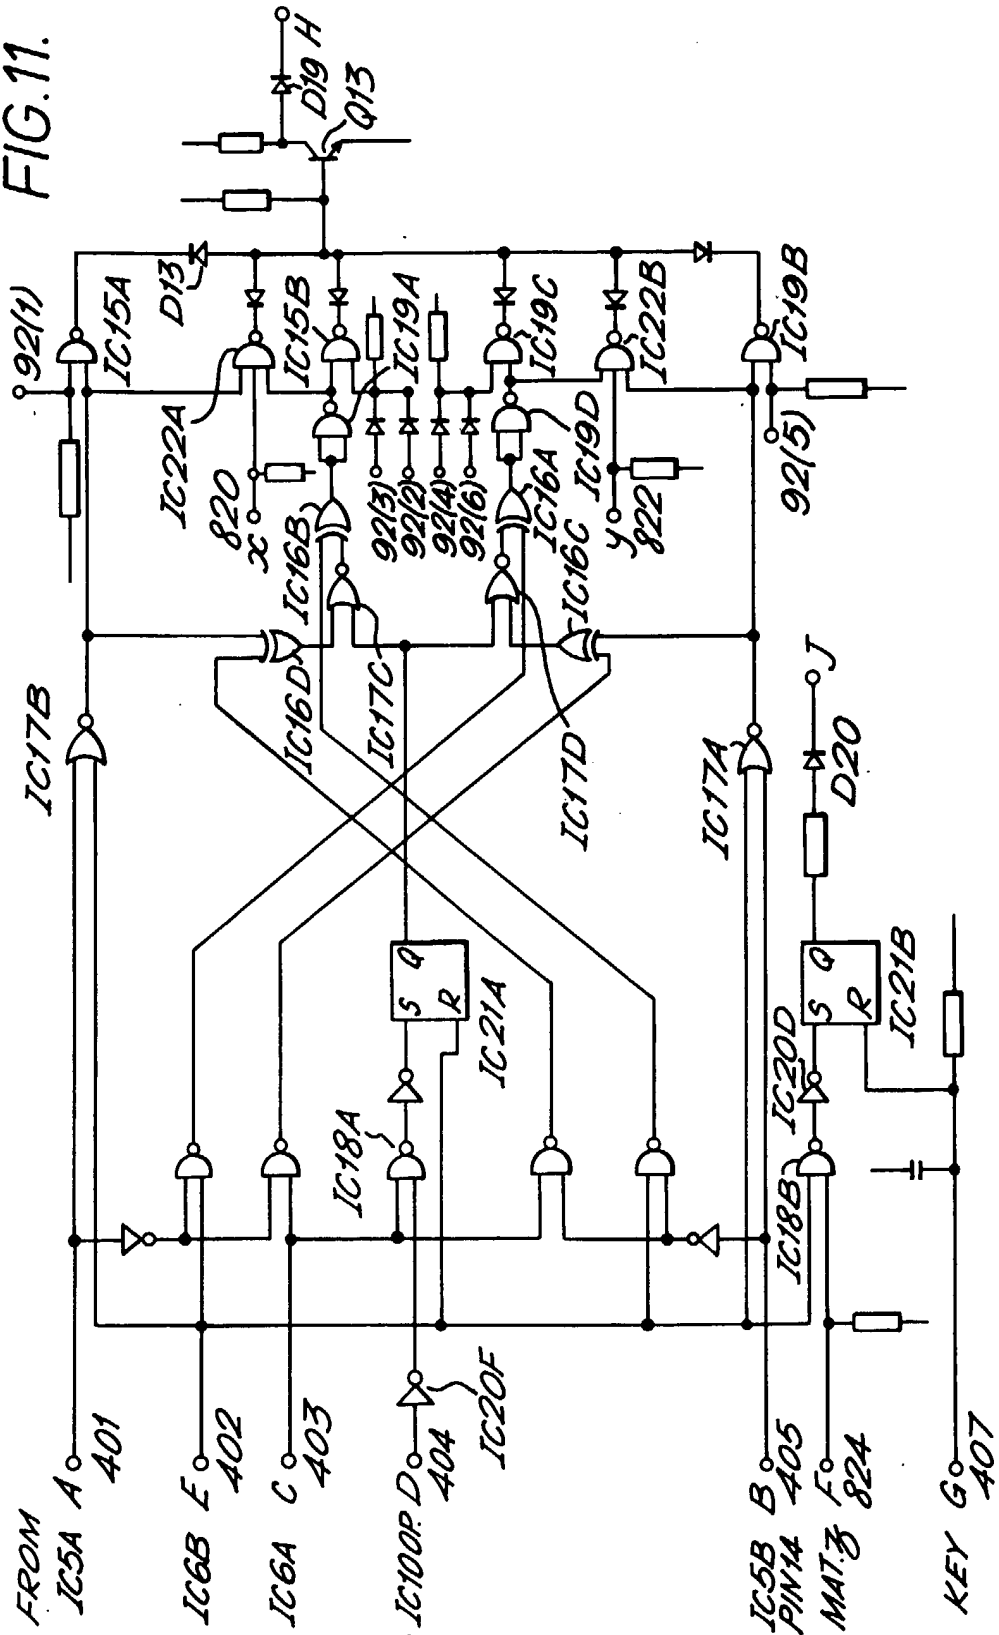 FIG.11.
FROM
IC5A A
401
IC6B E
402
IC6A C
403
IC10OP. D
404
IC20F
IC5B B
PIN14 405
MAT. z F
824
KEY G
407
IC18A
IC18B
IC20D
S Q
R
IC21A
S Q
R
IC21B
D20
J
IC17B
IC17A
IC16D
IC17C
IC17D
IC16B
IC16A
IC16C
820
x
y
822
IC22A
92(3)
92(2)
92(4)
92(6)
IC19D
92(1)
IC15A
D13
IC15B
IC19A
IC19C
IC22B
IC19B
92(5)
D19
H
Q13